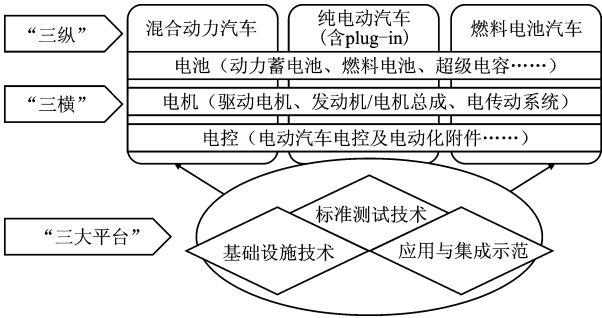 “三纵”
混合动力汽车
纯电动汽车
(含plug-in)
燃料电池汽车
电池（动力蓄电池、燃料电池、超级电容……）
“三横”
电机（驱动电机、发动机/电机总成、电传动系统）
电控（电动汽车电控及电动化附件……）
“三大平台”
标准测试技术
基础设施技术
应用与集成示范